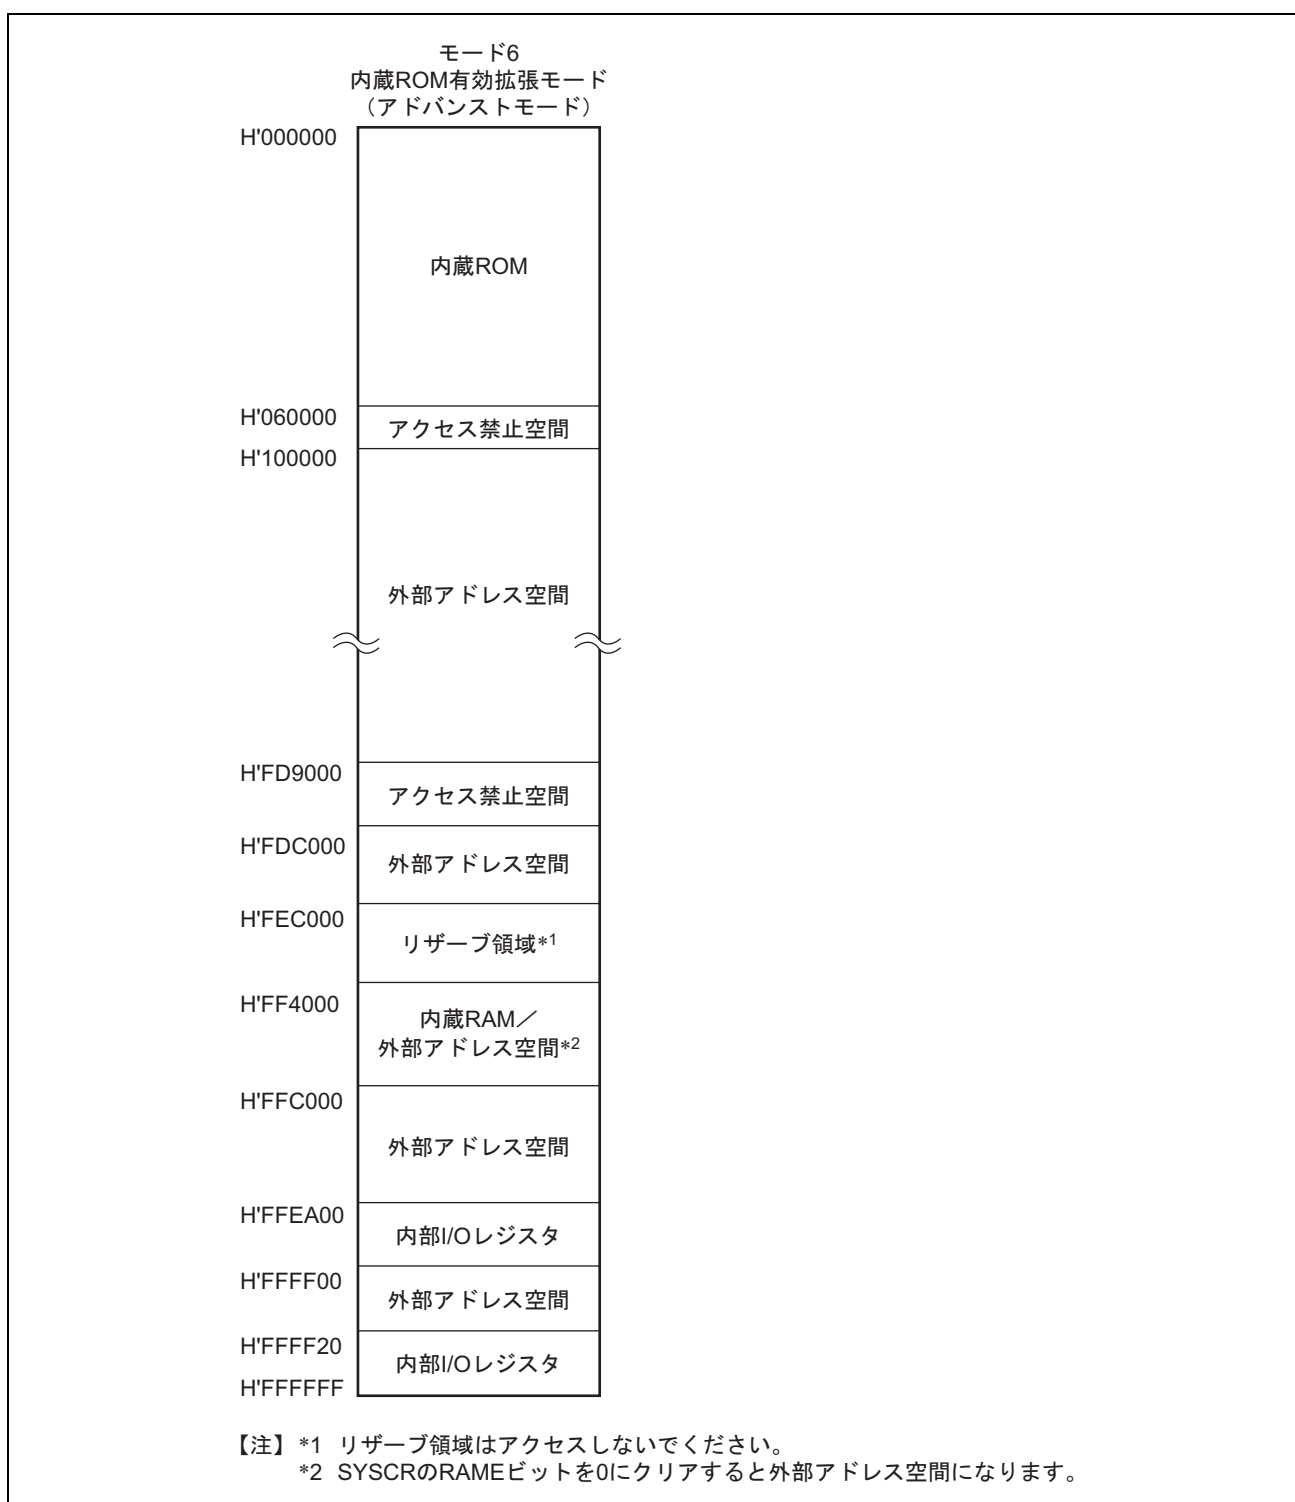 モード6
内蔵ROM有効拡張モード
（アドバンストモード）
H'000000
内蔵ROM
H'060000
アクセス禁止空間
H'100000
外部アドレス空間
H'FD9000
アクセス禁止空間
H'FDC000
外部アドレス空間
H'FEC000
リザーブ領域*1
H'FF4000
内蔵RAM／
外部アドレス空間*2
H'FFC000
外部アドレス空間
H'FFEA00
内部I/Oレジスタ
H'FFFF00
外部アドレス空間
H'FFFF20
内部I/Oレジスタ
H'FFFFFF
【注】 *1 リザーブ領域はアクセスしないでください。
*2 SYSCRのRAMEビットを0にクリアすると外部アドレス空間になります。